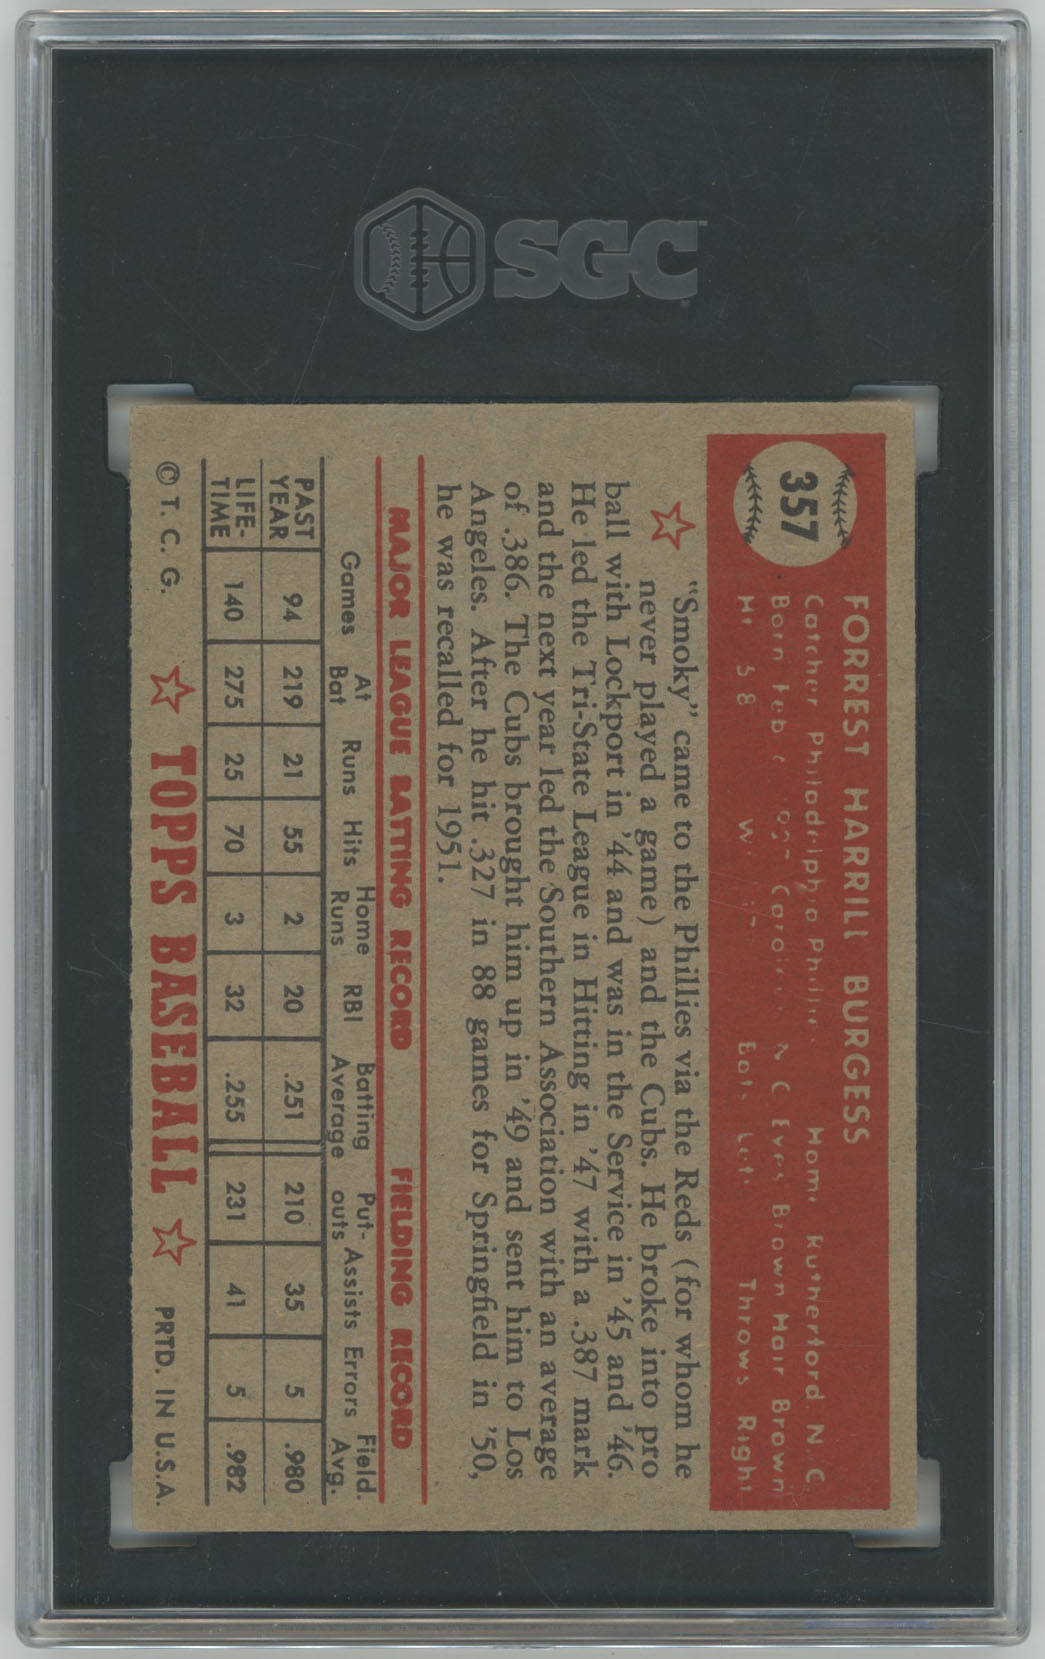 SGC
357
FORREST HARRILL BURGESS
Catcher Philadelphia Home Rutherford N.C.
Born Feb Eyes Brown Hair Brown
Throws Right
"Smoky" came to the Phillies via the Reds (for whom he
never played a game) and the Cubs. He broke into pro
ball with Lockport in '44 and was in the Service in '45 and '46.
He led the Tri-State League in Hitting in '47 with a .387 mark
and the next year led the Southern Association with an average
of .386. The Cubs brought him up in '49 and sent him to Los
Angeles. After he hit .327 in 88 games for Springfield in '50,
he was recalled for 1951.
MAJOR LEAGUE BATTING RECORD FIELDING RECORD
Games At Bat Runs Hits Home Runs RBI Batting Average Put-outs Assists Errors Field. Avg.
PAST YEAR 94 219 21 55 2 20 .251 210 35 5 .980
LIFE-TIME 140 275 25 70 3 32 .255 231 41 5 .982
© T. C. G. TOPPS BASEBALL PRTD. IN U.S.A.